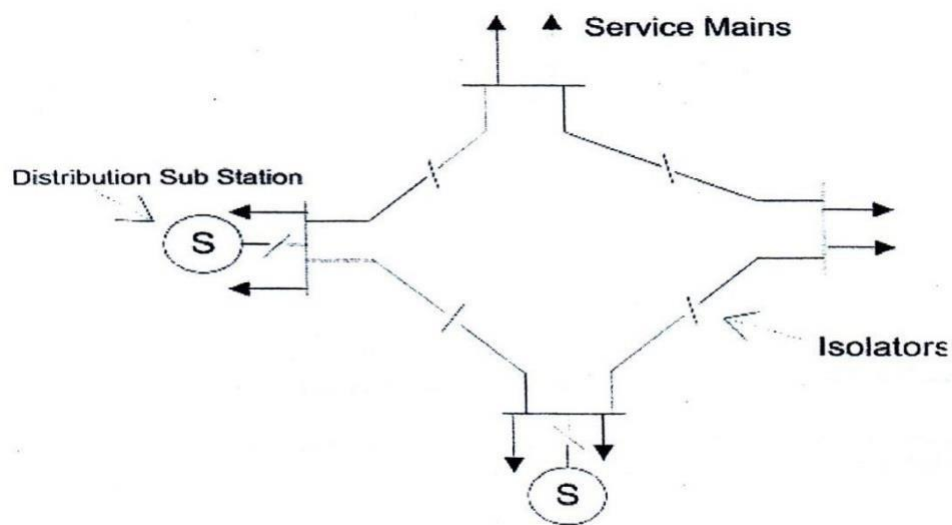 Service Mains
Distribution Sub Station
S
Isolators
S